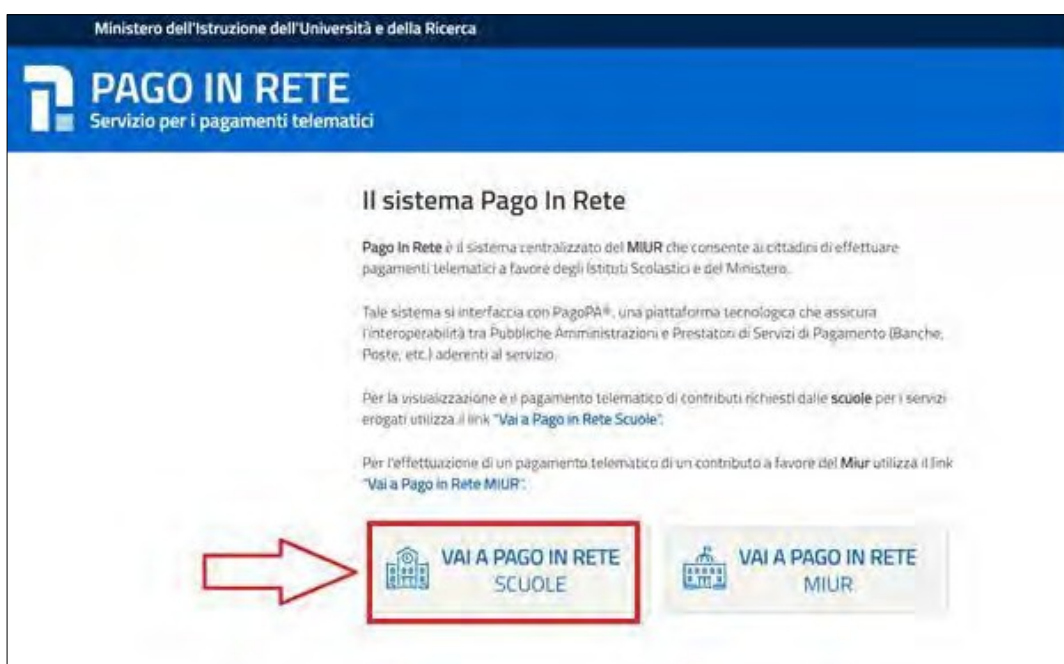 Ministero dell'Istruzione dell'Università e della Ricerca
PAGO IN RETE
Servizio per i pagamenti telematici
Il sistema Pago In Rete
Pago In Rete è il sistema centralizzato del MIUR che consente ai cittadini di effettuare
pagamenti telematici a favore degli Istituti Scolastici e del Ministero.
Tale sistema si interfaccia con PagoPA®, una piattaforma tecnologica che assicura
l'interoperabilità tra Pubbliche Amministrazioni e Prestatori di Servizi di Pagamento (Banche,
Poste, etc.) aderenti al servizio.
Per la visualizzazione e il pagamento telematico di contributi richiesti dalle scuole per i servizi
erogati utilizza il link "Vai a Pago in Rete Scuole".
Per l'effettuazione di un pagamento telematico di un contributo a favore del Miur utilizza il link
"Vai a Pago in Rete MIUR".
VAI A PAGO IN RETE
SCUOLE
VAI A PAGO IN RETE
MIUR